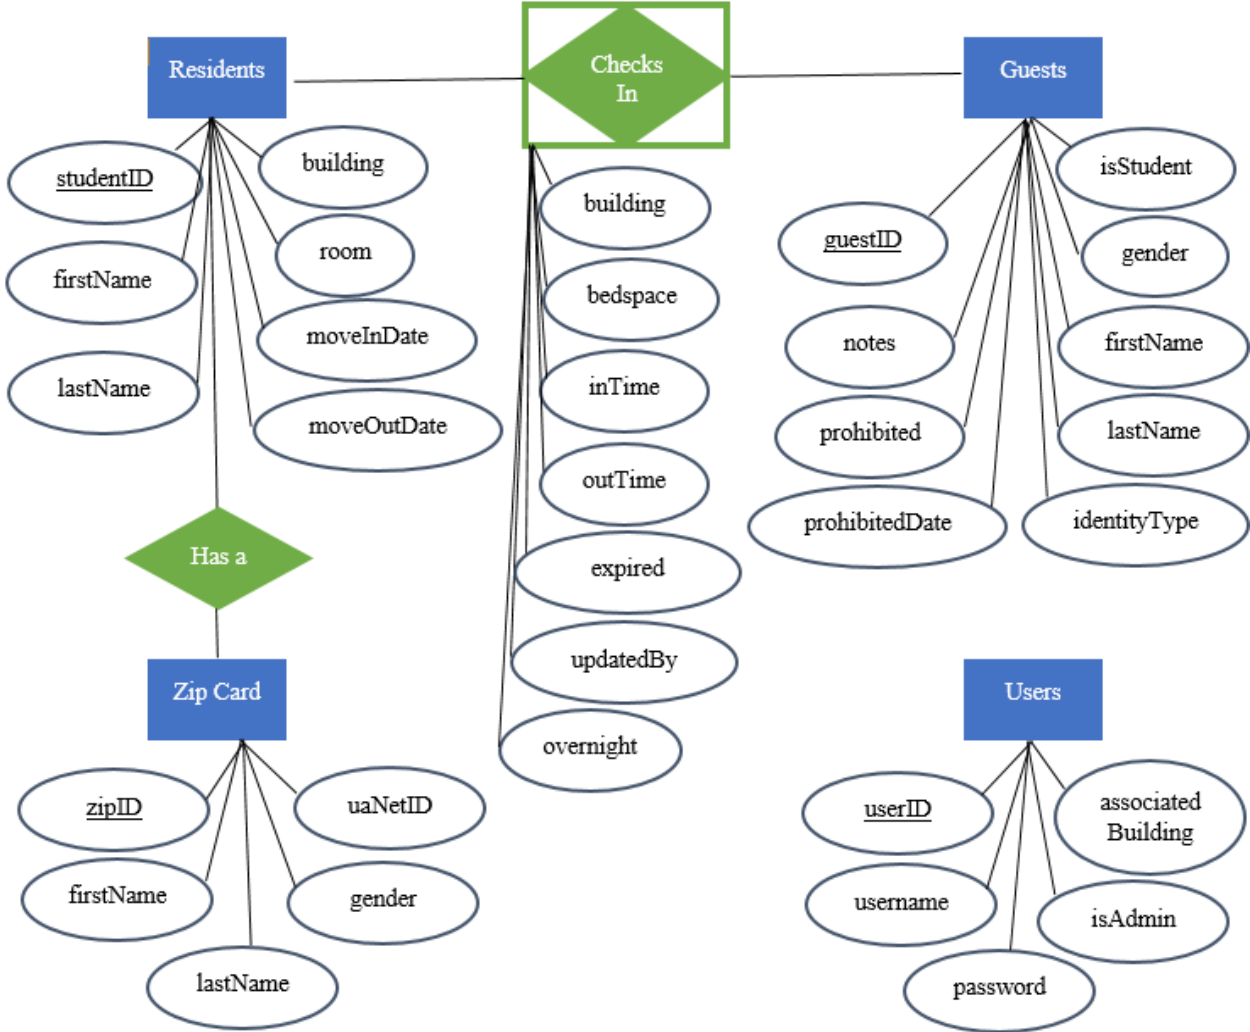 Residents
Checks
In
Guests
studentID
building
firstName
room
lastName
moveInDate
moveOutDate
building
bedspace
inTime
outTime
expired
updatedBy
overnight
guestID
isStudent
gender
notes
firstName
prohibited
lastName
prohibitedDate
identityType
Has a
Zip Card
zipID
uaNetID
firstName
gender
lastName
Users
userID
associated
Building
username
isAdmin
password